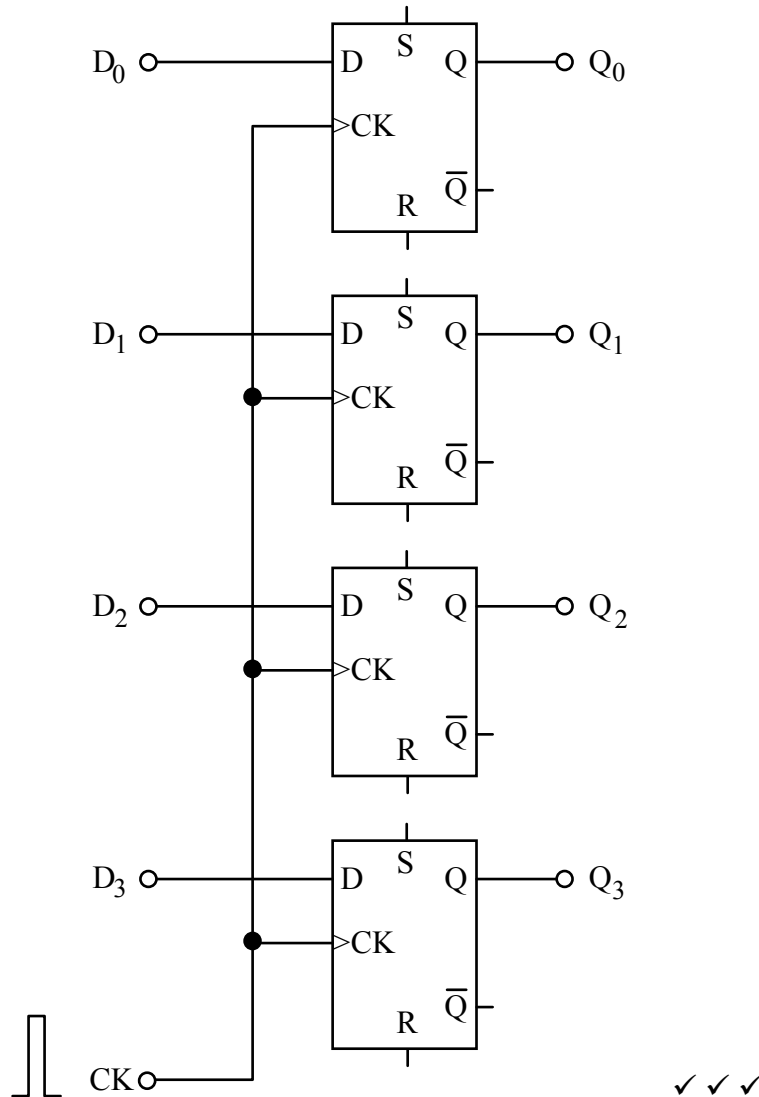 S
D₀ D Q Q₀
>CK
Q̅
R
S
D₁ D Q Q₁
>CK
Q̅
R
S
D₂ D Q Q₂
>CK
Q̅
R
S
D₃ D Q Q₃
>CK
Q̅
R
CK ✓ ✓ ✓